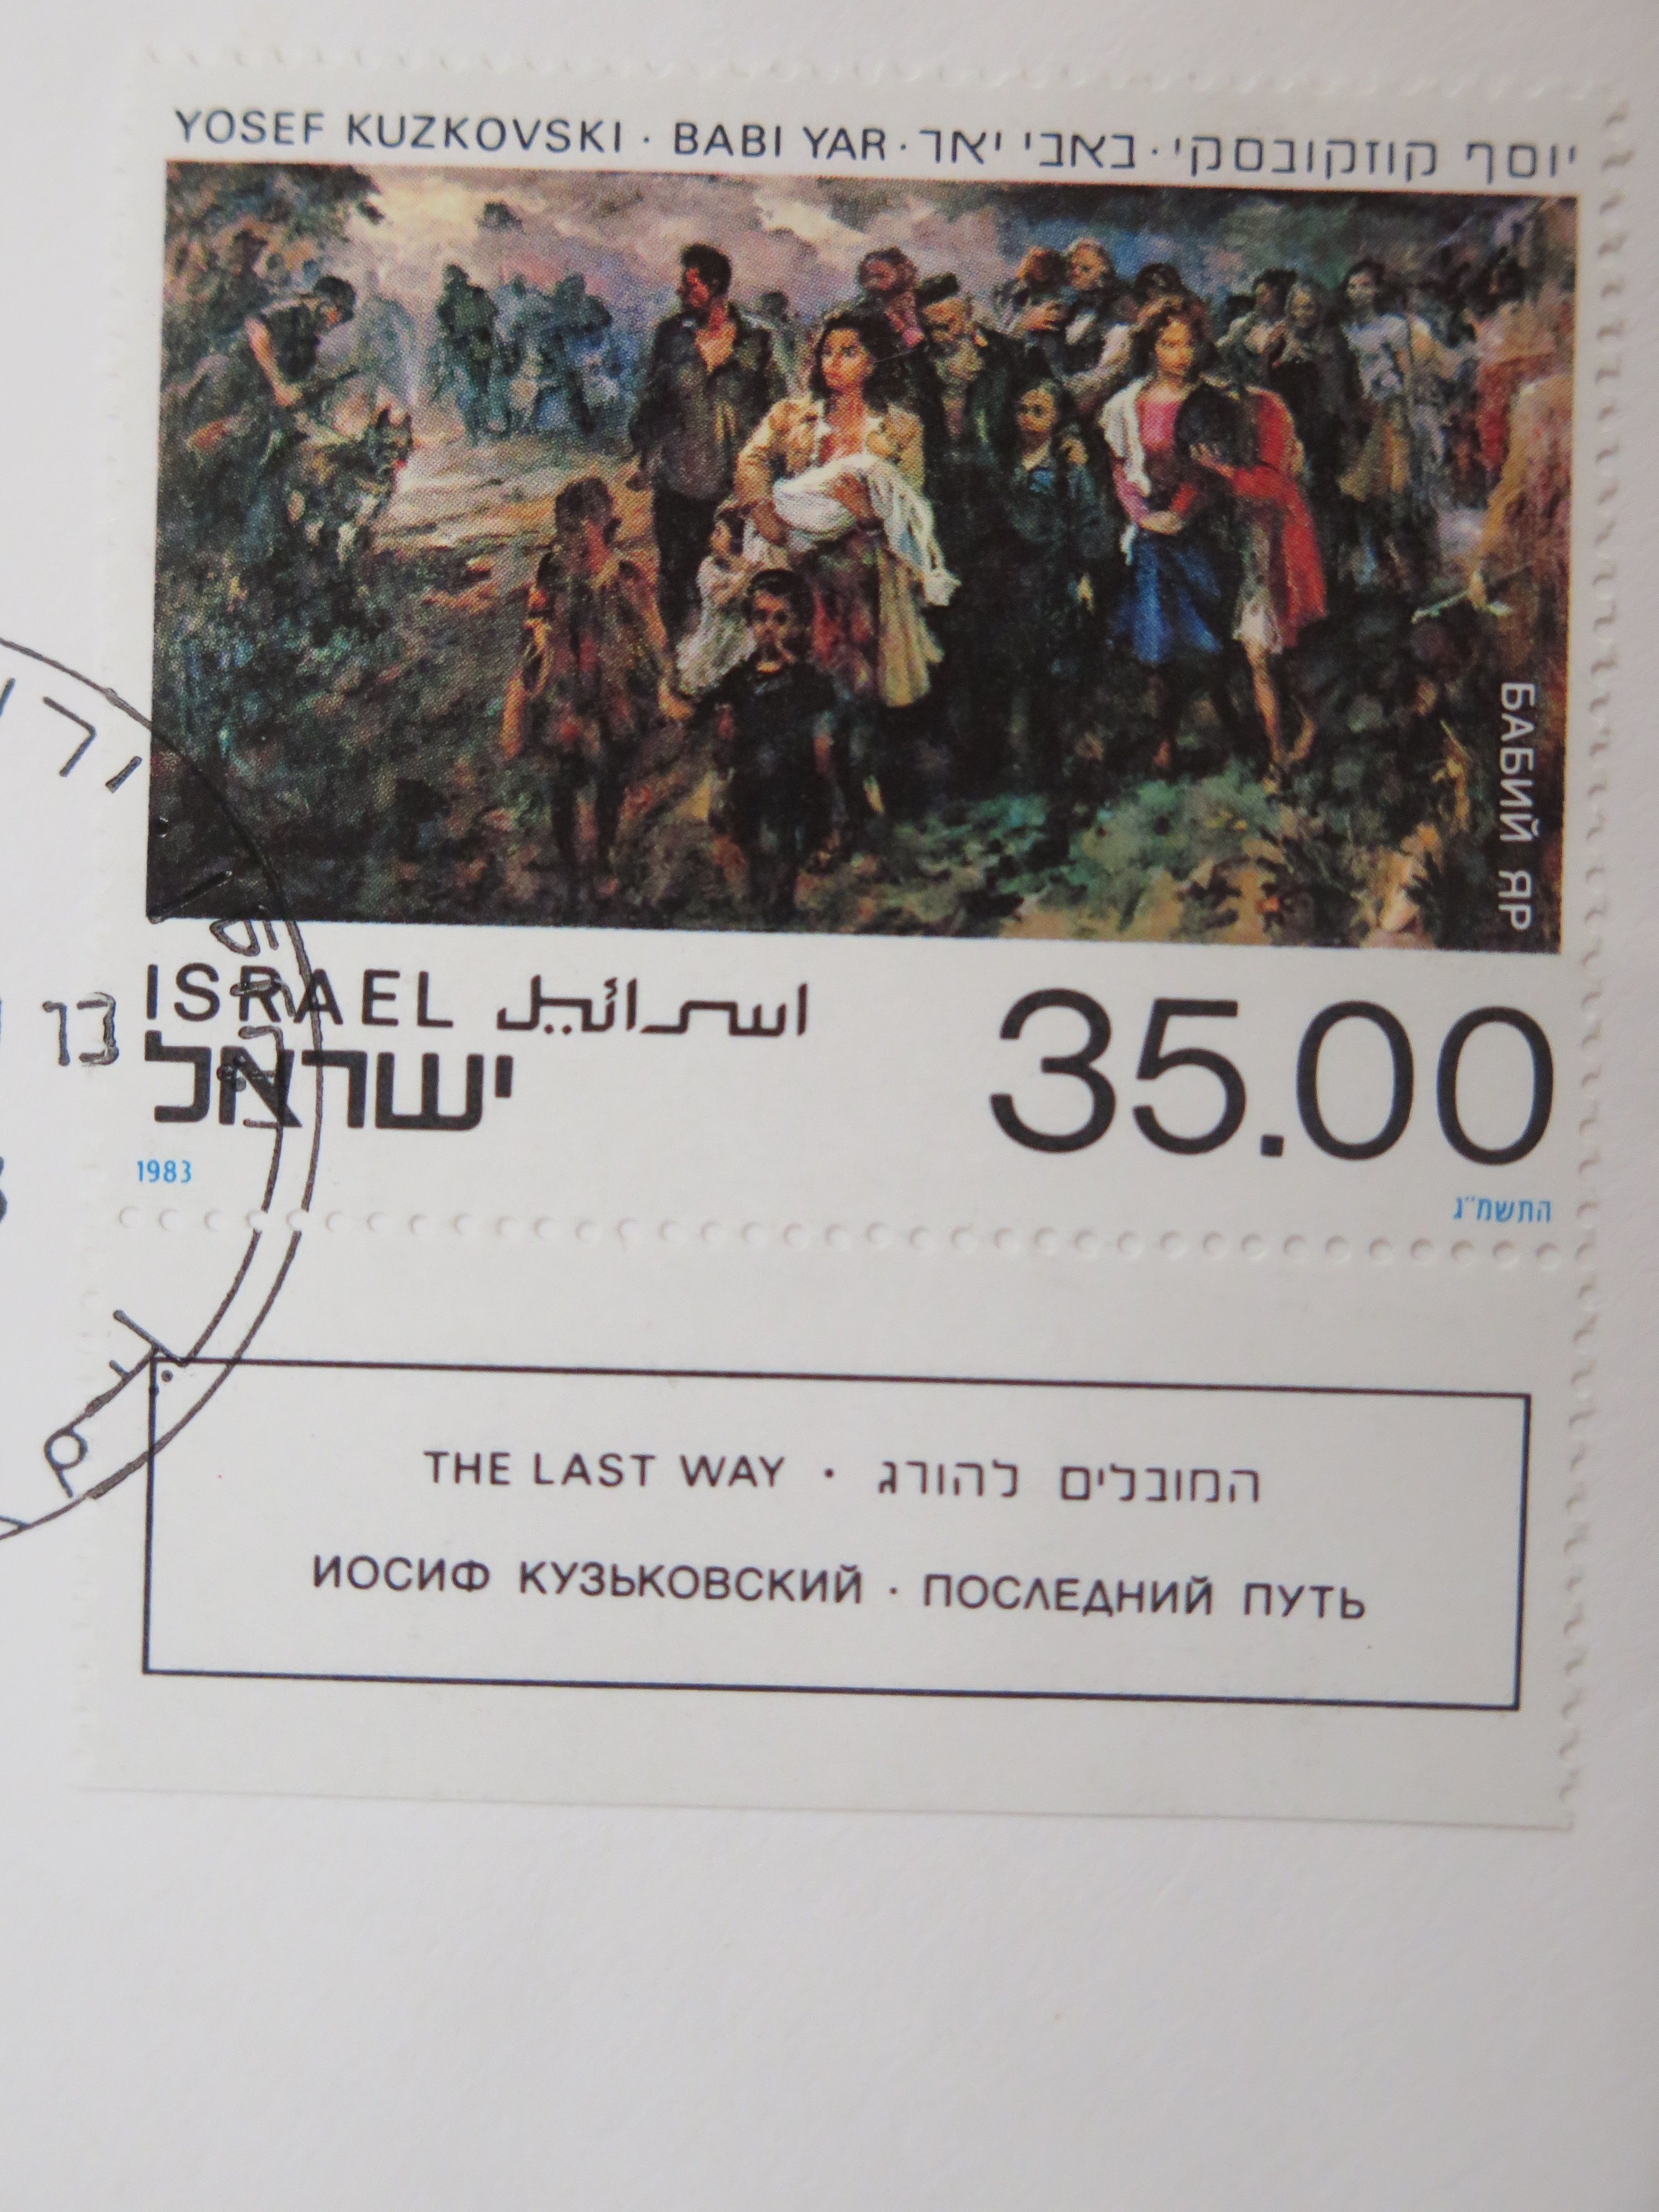 YOSEF KUZKOVSKI · BABI YAR · יוסף קוזקובסקי · באבי יאר
БАБИЙ ЯР
ISRAEL اسرائيل
ישראל
35.00
1983
התשמ"ג
THE LAST WAY · המובלים להורג
ИОСИФ КУЗЬКОВСКИЙ · ПОСЛЕДНИЙ ПУТЬ